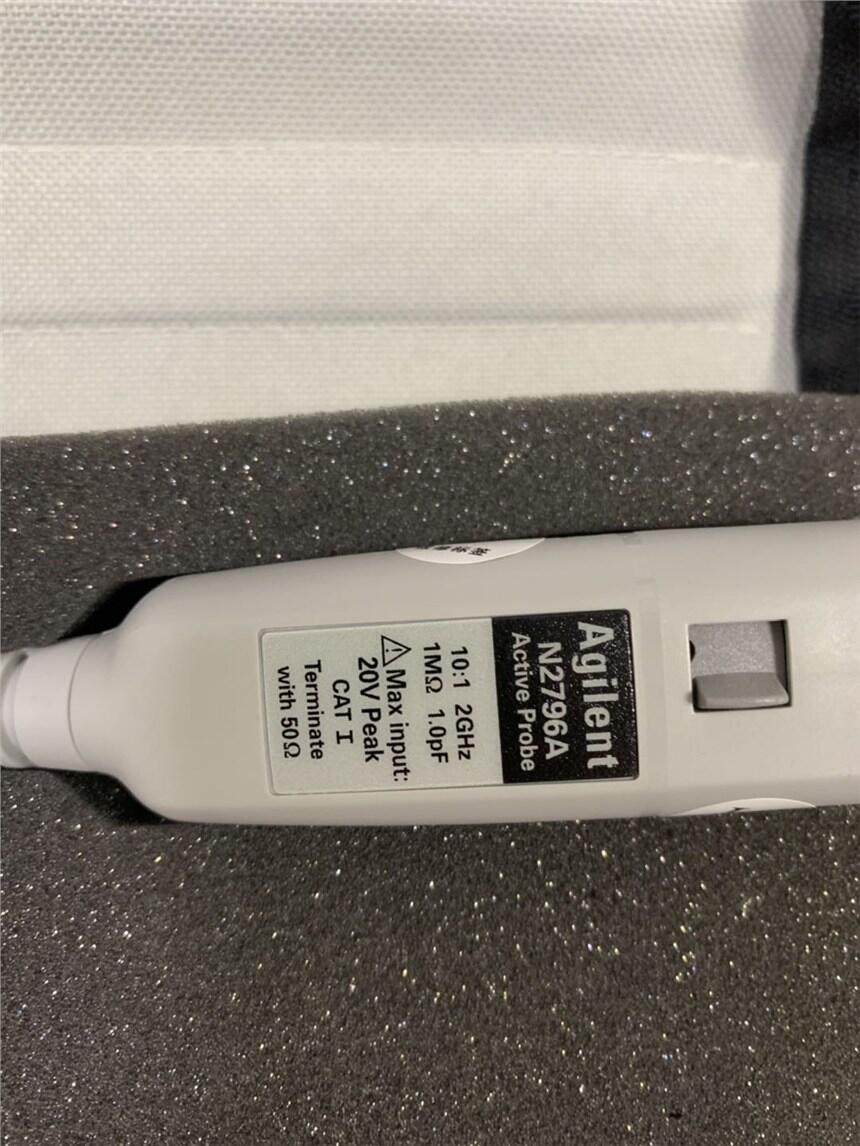 Agilent
N2796A
Active Probe
10:1 2GHz
1MΩ 1.0pF
⚠Max input:
20V Peak
CAT I
Terminate
with 50Ω